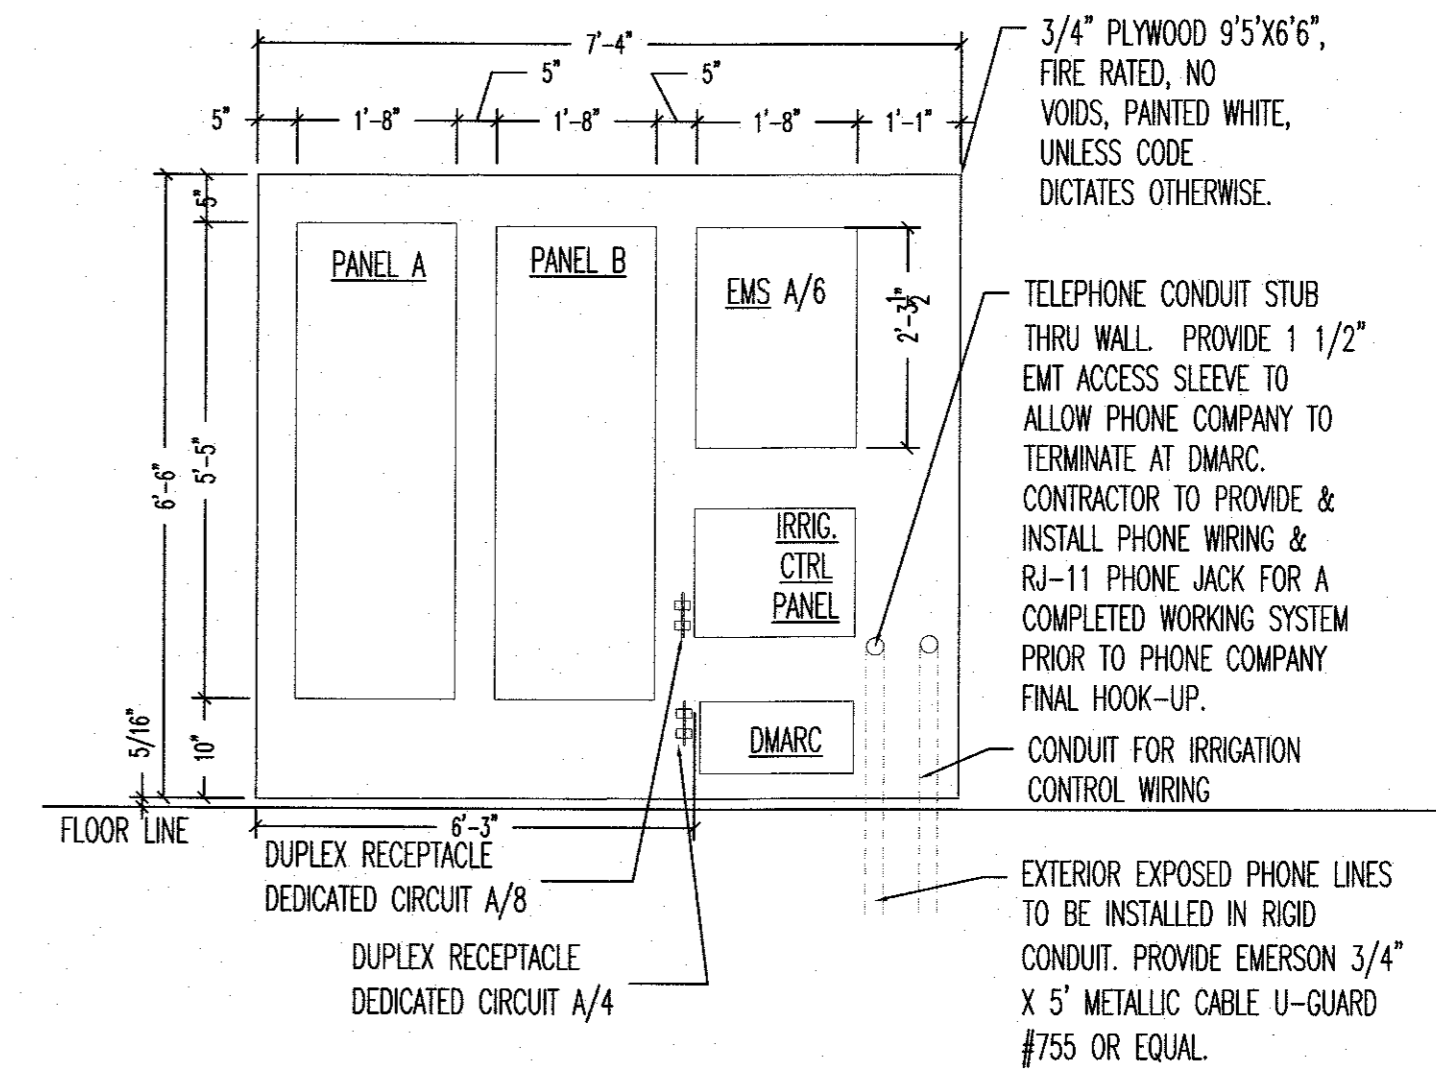 7'-4"
5"
5"
5"
1'-8"
1'-8"
1'-8"
1'-1"
3/4" PLYWOOD 9'5'X6'6",
FIRE RATED, NO
VOIDS, PAINTED WHITE,
UNLESS CODE
DICTATES OTHERWISE.
5"
6'-6"
5'-5"
10"
5/16"
PANEL A
PANEL B
EMS A/6
2'-3 1/2"
IRRIG.
CTRL
PANEL
DMARC
TELEPHONE CONDUIT STUB
THRU WALL. PROVIDE 1 1/2"
EMT ACCESS SLEEVE TO
ALLOW PHONE COMPANY TO
TERMINATE AT DMARC.
CONTRACTOR TO PROVIDE &
INSTALL PHONE WIRING &
RJ-11 PHONE JACK FOR A
COMPLETED WORKING SYSTEM
PRIOR TO PHONE COMPANY
FINAL HOOK-UP.
CONDUIT FOR IRRIGATION
CONTROL WIRING
FLOOR LINE
6'-3"
DUPLEX RECEPTACLE
DEDICATED CIRCUIT A/8
DUPLEX RECEPTACLE
DEDICATED CIRCUIT A/4
EXTERIOR EXPOSED PHONE LINES
TO BE INSTALLED IN RIGID
CONDUIT. PROVIDE EMERSON 3/4"
X 5' METALLIC CABLE U-GUARD
#755 OR EQUAL.